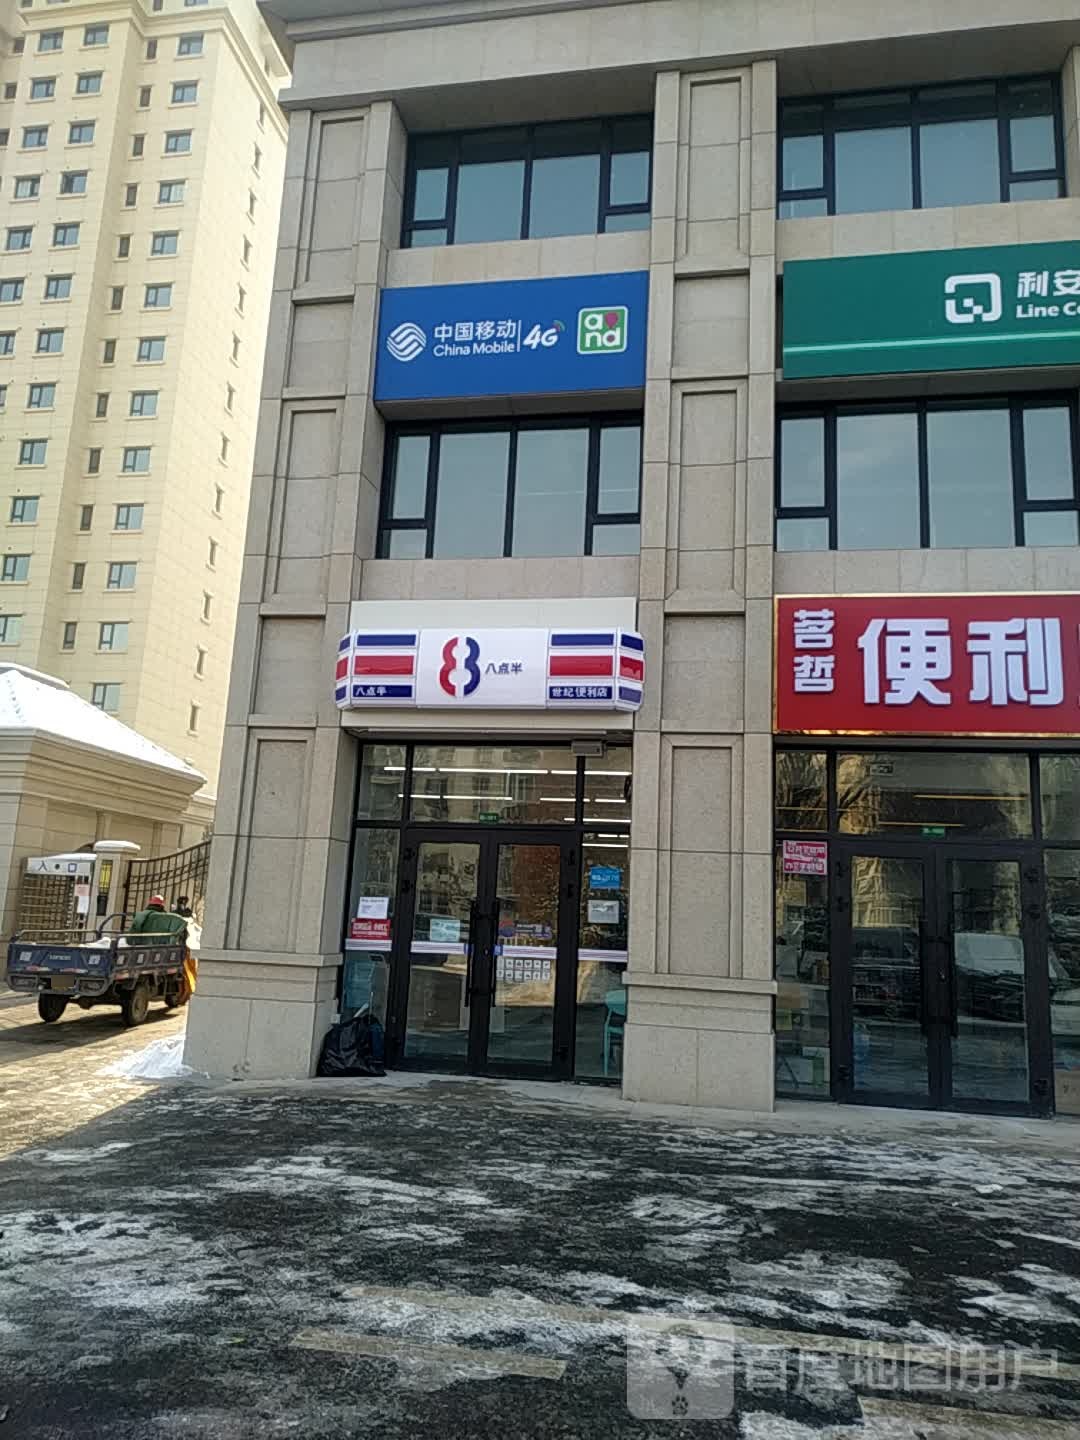 中国移动
China Mobile
4G
and
利安
Line Co
八点半
八点半
世纪便利店
茗哲
便利
入口
百度地图用户